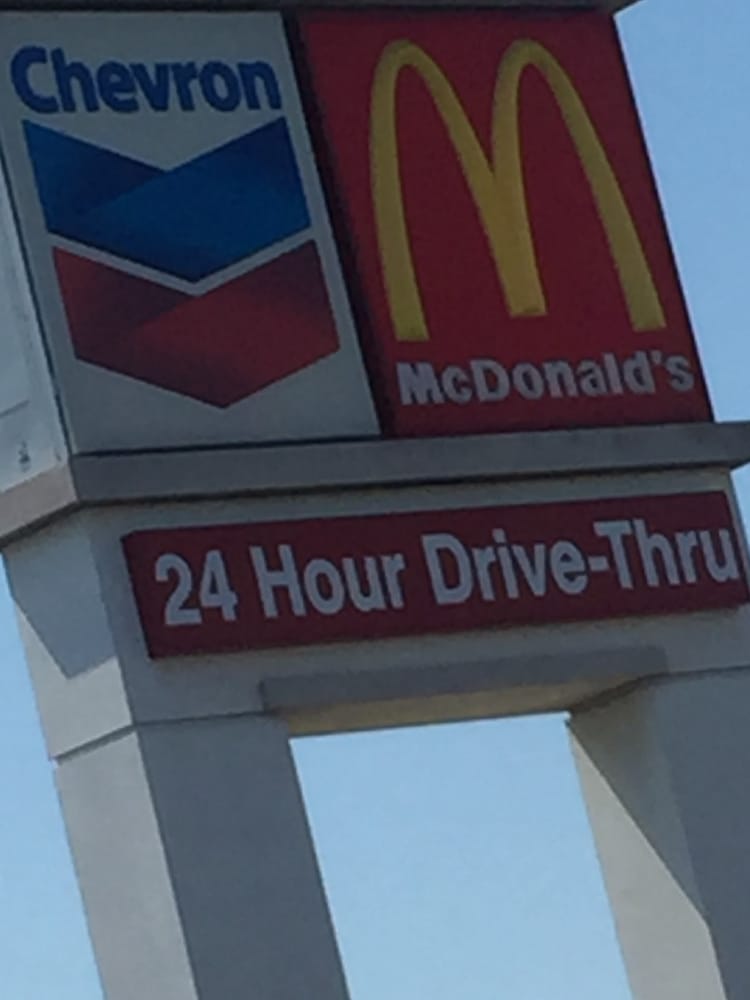 Chevron
McDonald's
24 Hour Drive-Thru